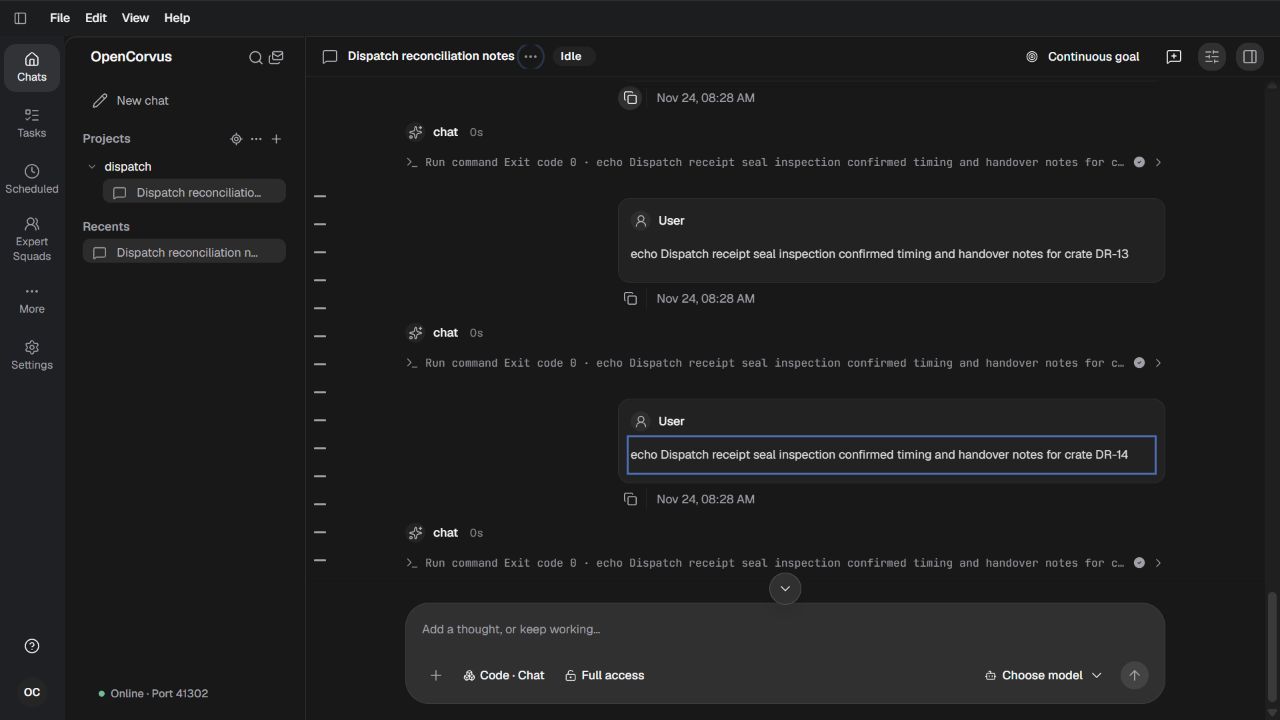 File Edit View Help
OpenCorvus
Dispatch reconciliation notes
Idle
Continuous goal
Chats
Tasks
Scheduled
Expert
Squads
More
Settings
OC
New chat
Projects
dispatch
Dispatch reconciliatio...
Recents
Dispatch reconciliation n...
Online · Port 41302
Nov 24, 08:28 AM
chat 0s
>_ Run command Exit code 0 · echo Dispatch receipt seal inspection confirmed timing and handover notes for c…
User
echo Dispatch receipt seal inspection confirmed timing and handover notes for crate DR-13
Nov 24, 08:28 AM
chat 0s
>_ Run command Exit code 0 · echo Dispatch receipt seal inspection confirmed timing and handover notes for c…
User
echo Dispatch receipt seal inspection confirmed timing and handover notes for crate DR-14
Nov 24, 08:28 AM
chat 0s
>_ Run command Exit code 0 · echo Dispatch receipt seal inspection confirmed timing and handover notes for c…
Add a thought, or keep working...
Code · Chat
Full access
Choose model